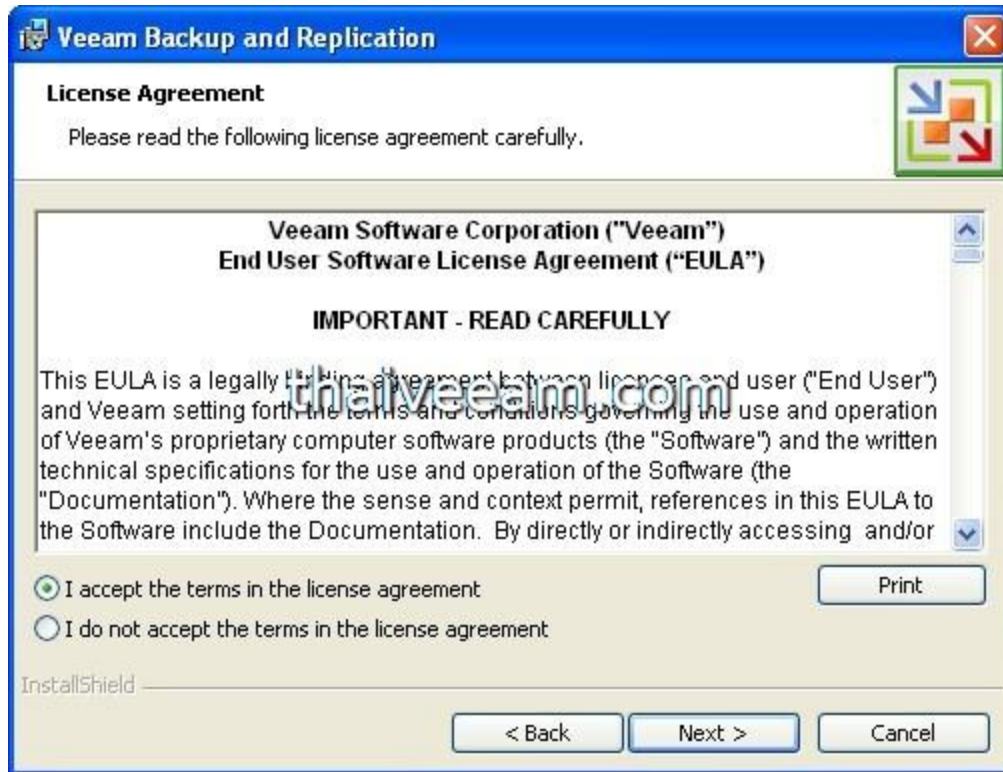 Veeam Backup and Replication
License Agreement
Please read the following license agreement carefully.
Veeam Software Corporation ("Veeam")
End User Software License Agreement (“EULA”)
IMPORTANT - READ CAREFULLY
This EULA is a legally binding agreement between licencee and user ("End User")
thaiveeam.com
and Veeam setting forth the terms and conditions governing the use and operation
of Veeam's proprietary computer software products (the "Software") and the written
technical specifications for the use and operation of the Software (the
"Documentation"). Where the sense and context permit, references in this EULA to
the Software include the Documentation. By directly or indirectly accessing and/or
I accept the terms in the license agreement
Print
I do not accept the terms in the license agreement
InstallShield
< Back
Next >
Cancel